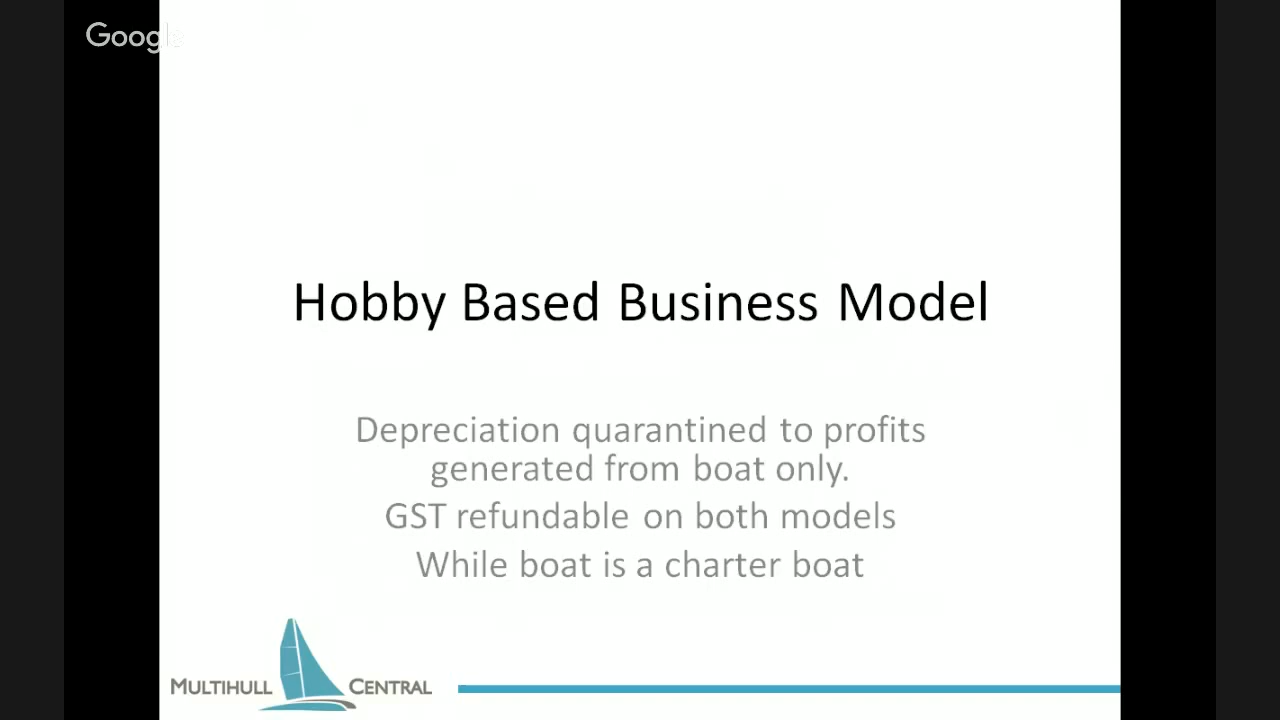 Google
Hobby Based Business Model
Depreciation quarantined to profits
generated from boat only.
GST refundable on both models
While boat is a charter boat
MULTIHULL CENTRAL